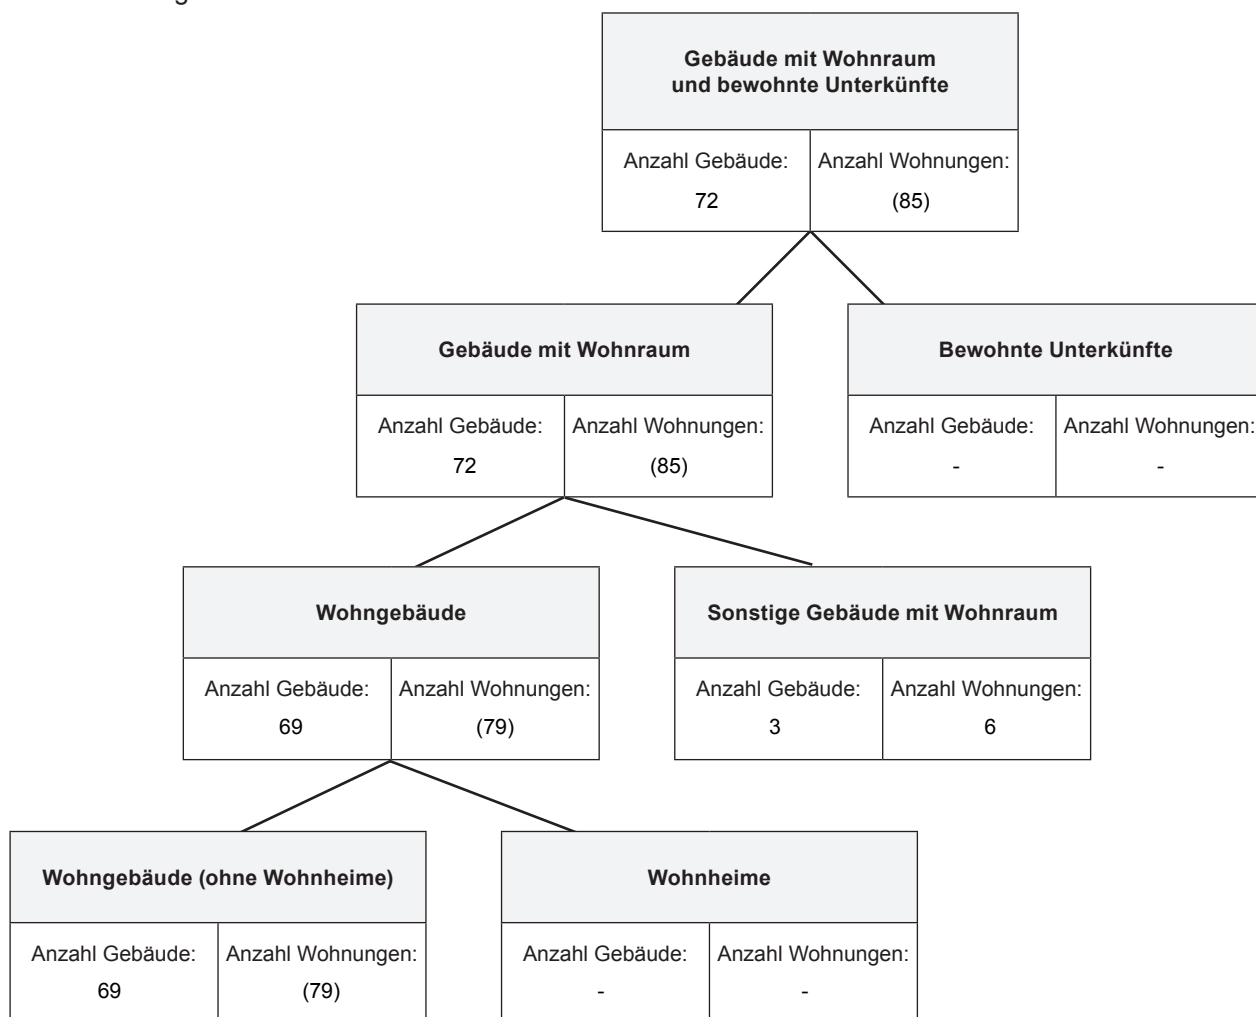 Gebäude mit Wohnraum
und bewohnte Unterkünfte
Anzahl Gebäude: Anzahl Wohnungen:
72 (85)
Gebäude mit Wohnraum Bewohnte Unterkünfte
Anzahl Gebäude: Anzahl Wohnungen: Anzahl Gebäude: Anzahl Wohnungen:
72 (85) - -
Wohngebäude Sonstige Gebäude mit Wohnraum
Anzahl Gebäude: Anzahl Wohnungen: Anzahl Gebäude: Anzahl Wohnungen:
69 (79) 3 6
Wohngebäude (ohne Wohnheime) Wohnheime
Anzahl Gebäude: Anzahl Wohnungen: Anzahl Gebäude: Anzahl Wohnungen:
69 (79) - -